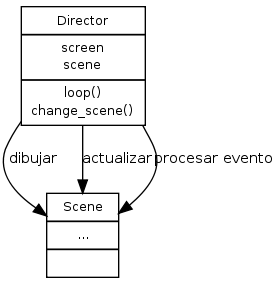 Director
screen
scene
loop()
change_scene()
dibujar
actualizar
procesar evento
Scene
...